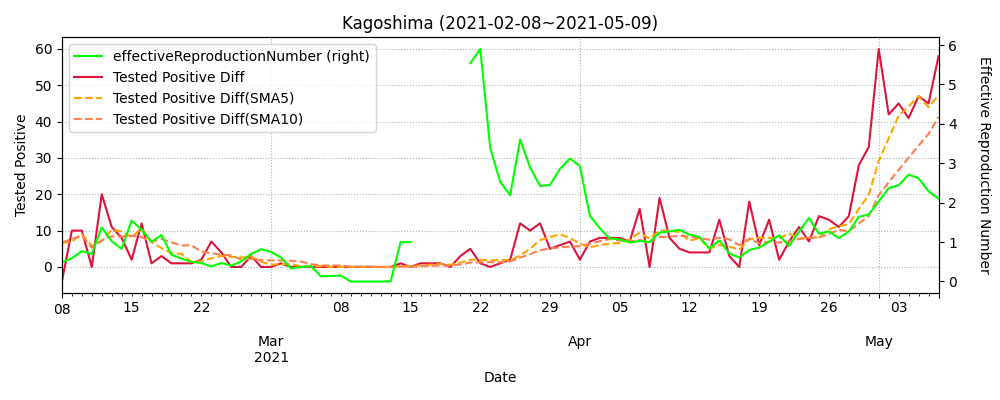 Kagoshima (2021-02-08~2021-05-09)
effectiveReproductionNumber (right)
Tested Positive Diff
Tested Positive Diff(SMA5)
Tested Positive Diff(SMA10)
Tested Positive
60
50
40
30
20
10
0
Effective Reproduction Number
6
5
4
3
2
1
0
08 15 22 08 15 22 29 05 12 19 26 03
Mar Apr May
2021
Date